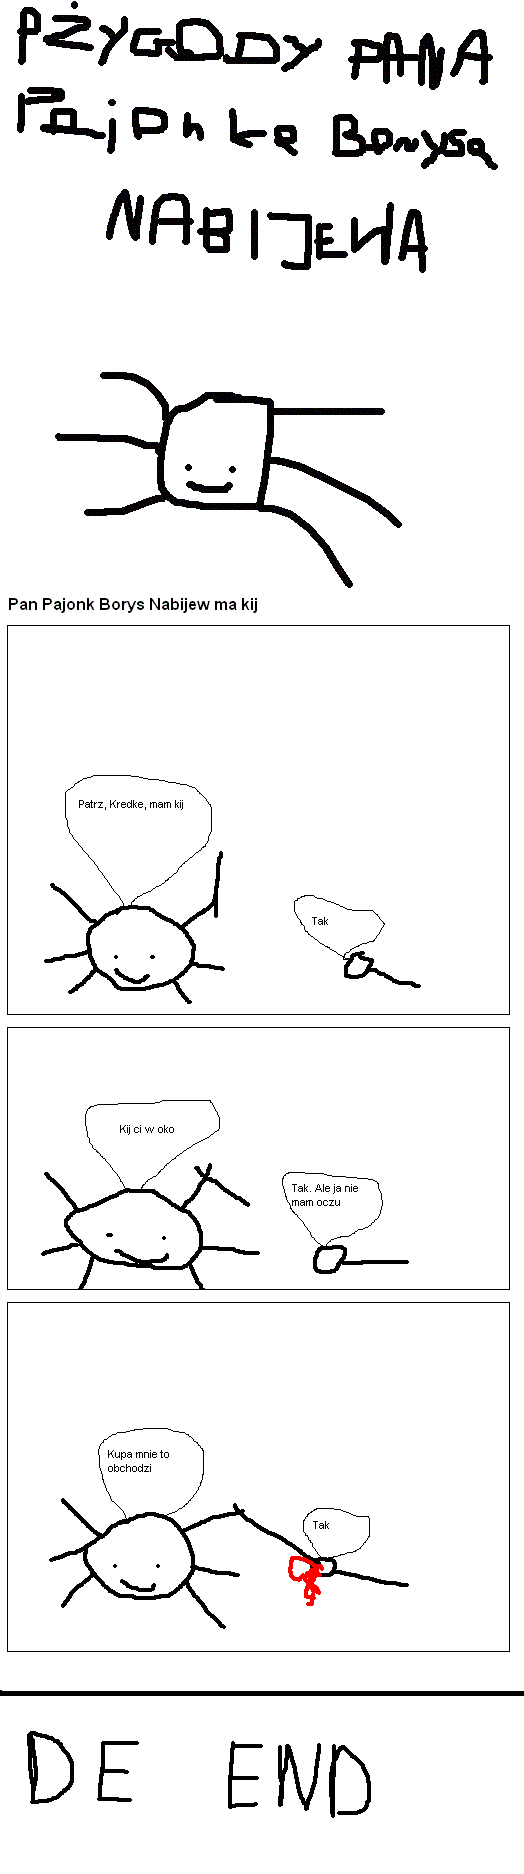 PŻYGODY PANA
PajOnka BOrysa
NABIJEWA
Pan Pajonk Borys Nabijew ma kij
Patrz, Kredke, mam kij
Tak
Kij ci w oko
Tak. Ale ja nie
mam oczu
Kupa mnie to
obchodzi
Tak
DE END